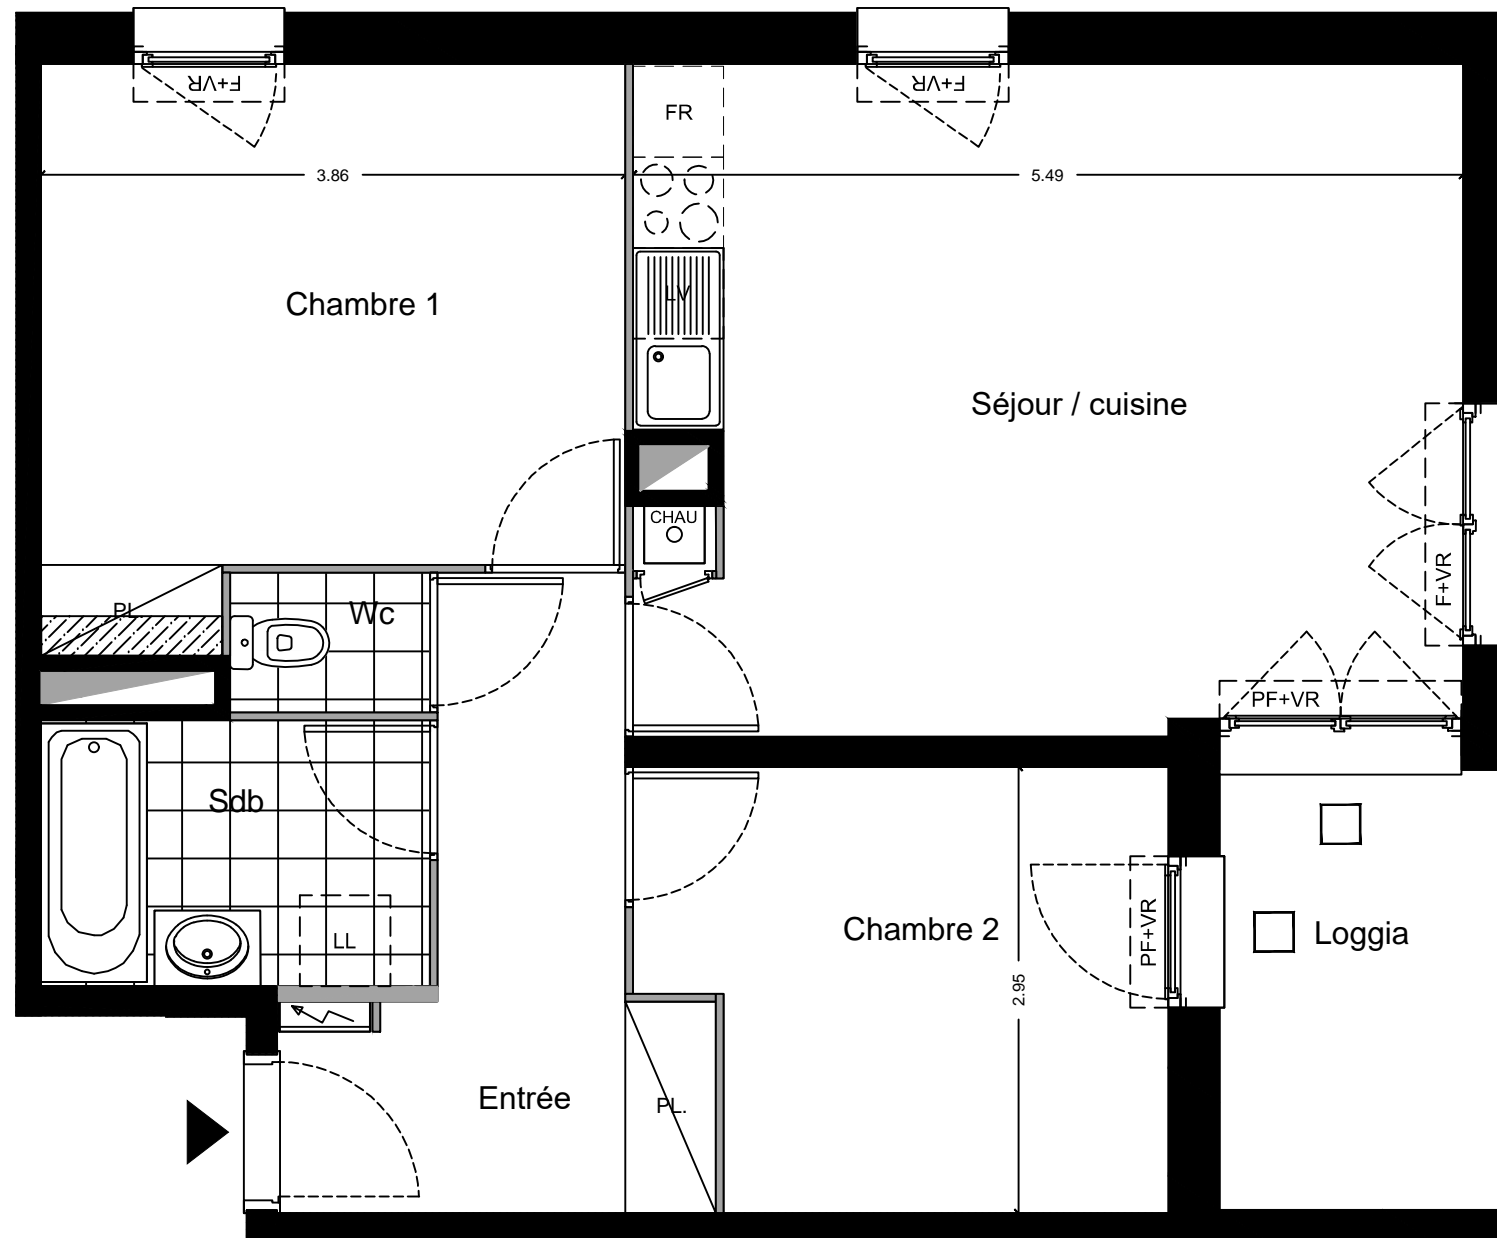 F+VR
F+VR
FR
3.86
5.49
LV
Chambre 1
Séjour / cuisine
CHAU
F+VR
PL
Wc
PF+VR
Sdb
LL
Chambre 2
PF+VR
Loggia
2.95
Entrée
PL.